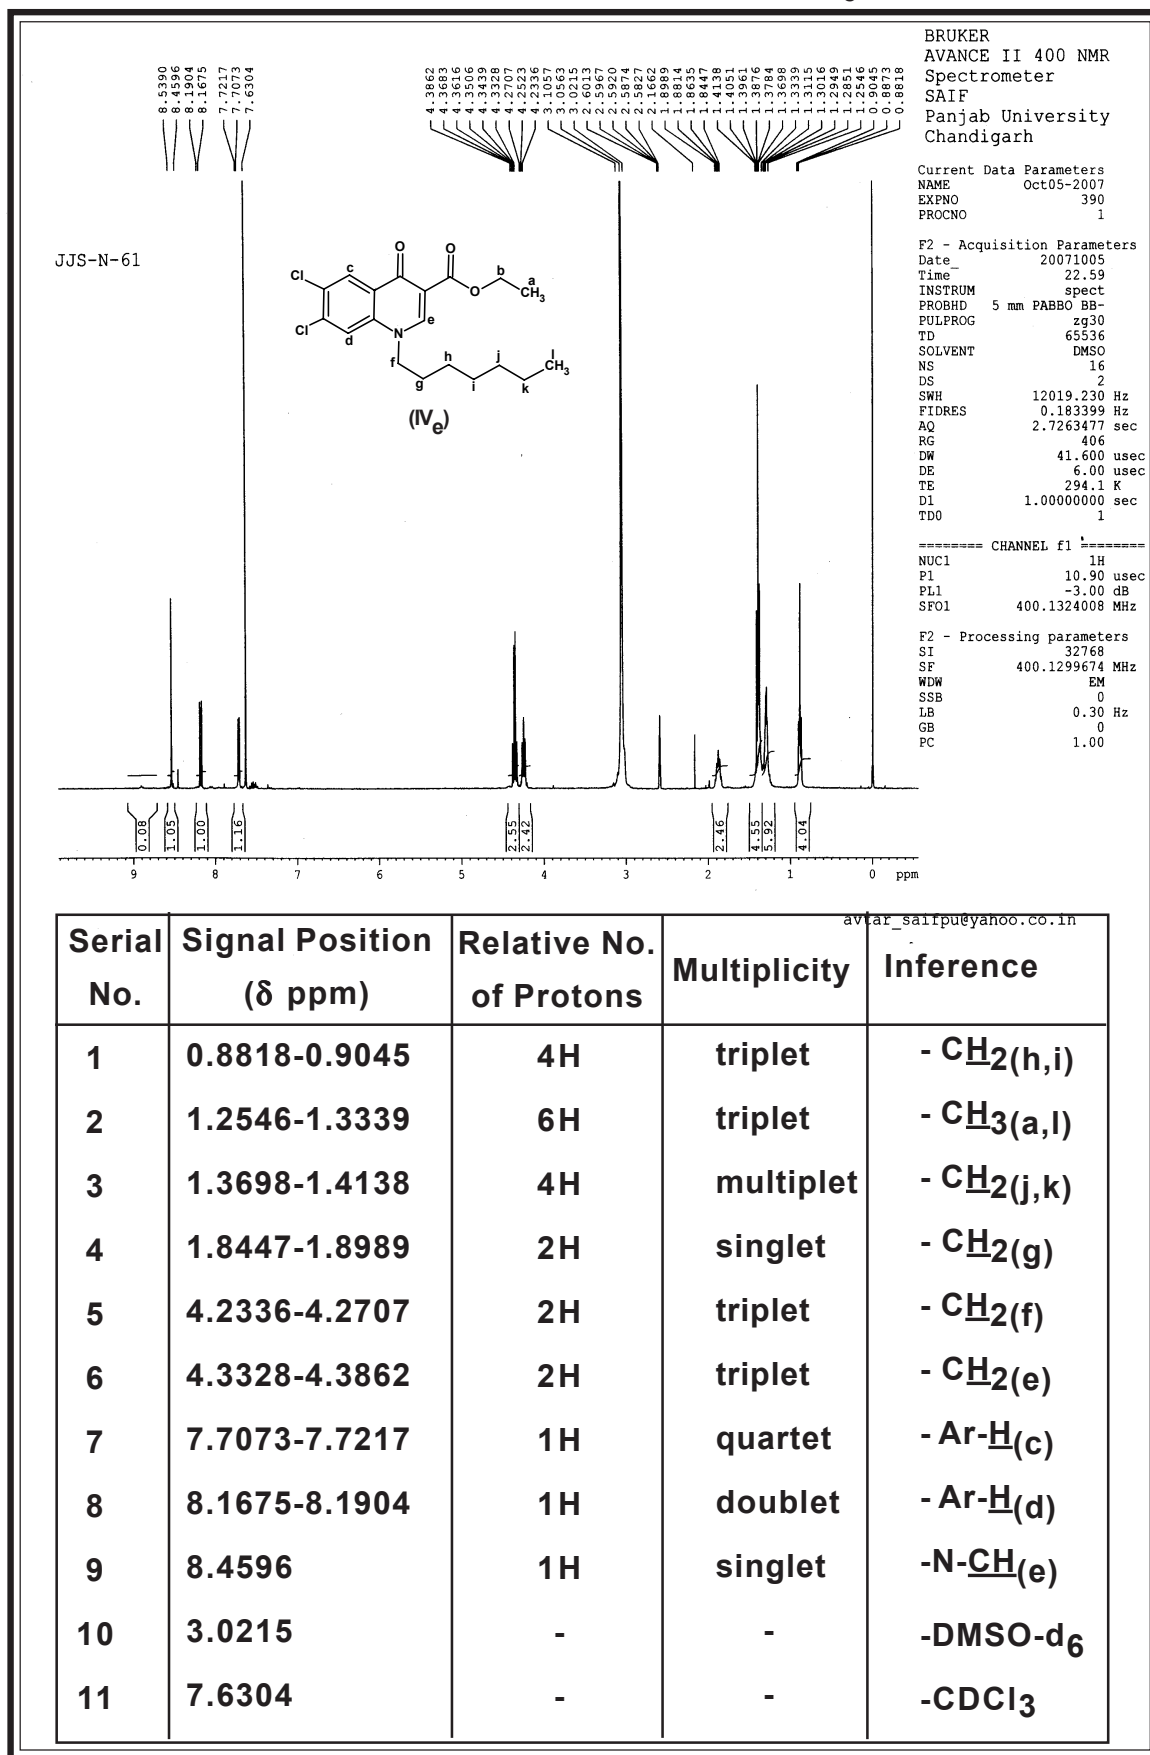 BRUKER
AVANCE II 400 NMR
Spectrometer
SAIF
Panjab University
Chandigarh
8.5390
8.4596
8.1904
8.1675
7.7217
7.7073
7.6304
4.3862
4.3683
4.3616
4.3506
4.3439
4.3328
4.2707
4.2523
4.2336
3.1057
3.0563
3.0215
2.6013
2.5967
2.5920
2.5874
2.5827
2.1662
1.8989
1.8814
1.8635
1.8447
1.4138
1.4031
1.3961
1.3876
1.3784
1.3698
1.3339
1.3115
1.3016
1.2949
1.2851
1.2546
0.9045
0.8873
0.8818
Current Data Parameters
NAME Oct05-2007
EXPNO 390
PROCNO 1
F2 - Acquisition Parameters
Date_ 20071005
Time 22.59
INSTRUM spect
PROBHD 5 mm PABBO BB-
PULPROG zg30
TD 65536
SOLVENT DMSO
NS 16
DS 2
SWH 12019.230 Hz
FIDRES 0.183399 Hz
AQ 2.7263477 sec
RG 406
DW 41.600 usec
DE 6.00 usec
TE 294.1 K
D1 1.00000000 sec
TD0 1
======== CHANNEL f1 ========
NUC1 1H
P1 10.90 usec
PL1 -3.00 dB
SFO1 400.1324008 MHz
F2 - Processing parameters
SI 32768
SF 400.1299674 MHz
WDW EM
SSB 0
LB 0.30 Hz
GB 0
PC 1.00
JJS-N-61
O O
Cl c b a
O CH3
Cl e
d N
f h j l
CH3
g i k
(IVe)
0.08 1.05 1.00 1.16 2.55 2.42 2.46 4.55 5.92 4.04
9 8 7 6 5 4 3 2 1 0 ppm
avtar_saifpu@yahoo.co.in
Serial No. Signal Position (δ ppm) Relative No. of Protons Multiplicity Inference
1 0.8818-0.9045 4H triplet - CH2(h,i)
2 1.2546-1.3339 6H triplet - CH3(a,l)
3 1.3698-1.4138 4H multiplet - CH2(j,k)
4 1.8447-1.8989 2H singlet - CH2(g)
5 4.2336-4.2707 2H triplet - CH2(f)
6 4.3328-4.3862 2H triplet - CH2(e)
7 7.7073-7.7217 1H quartet - Ar-H(c)
8 8.1675-8.1904 1H doublet - Ar-H(d)
9 8.4596 1H singlet -N-CH(e)
10 3.0215 - - -DMSO-d6
11 7.6304 - - -CDCl3